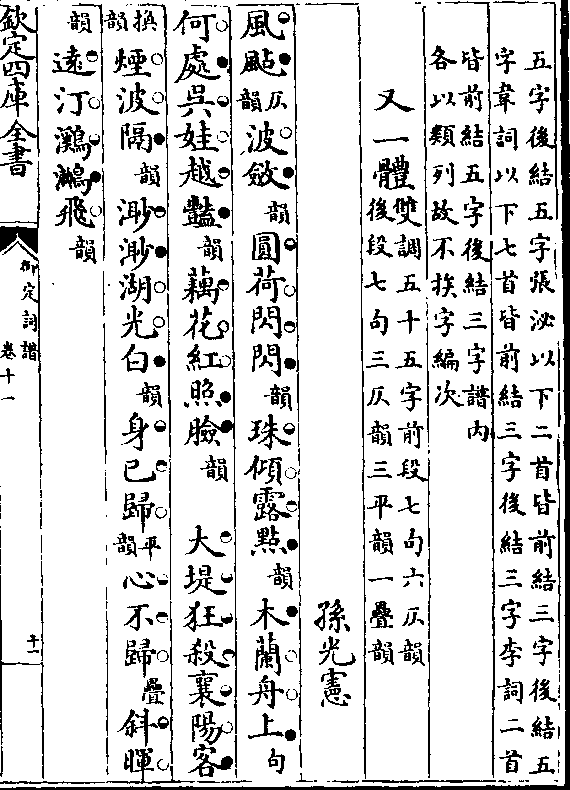 五字後結五字張泌以下二首皆前結三字後結五
字韋詞以下七首皆前結三字後結三字李詞二首
皆前結五字後結三字譜内
各以類列故不挨字編次
又一體雙調五十五字前段七句六仄韻
後段七句三仄韻三平韻一疊韻
孫光憲
風颭仄韻波斂韻圓荷閃閃韻珠傾露點韻木蘭舟上句
何處吳娃越豔韻藕花紅照臉韻 大堤狂殺襄陽客
換韻煙波隔韻渺渺湖光白韻身已歸平韻心不歸疊斜暉
韻遠汀鸂鶒飛韻
欽定四庫全書
御定詞譜
卷十一
十一